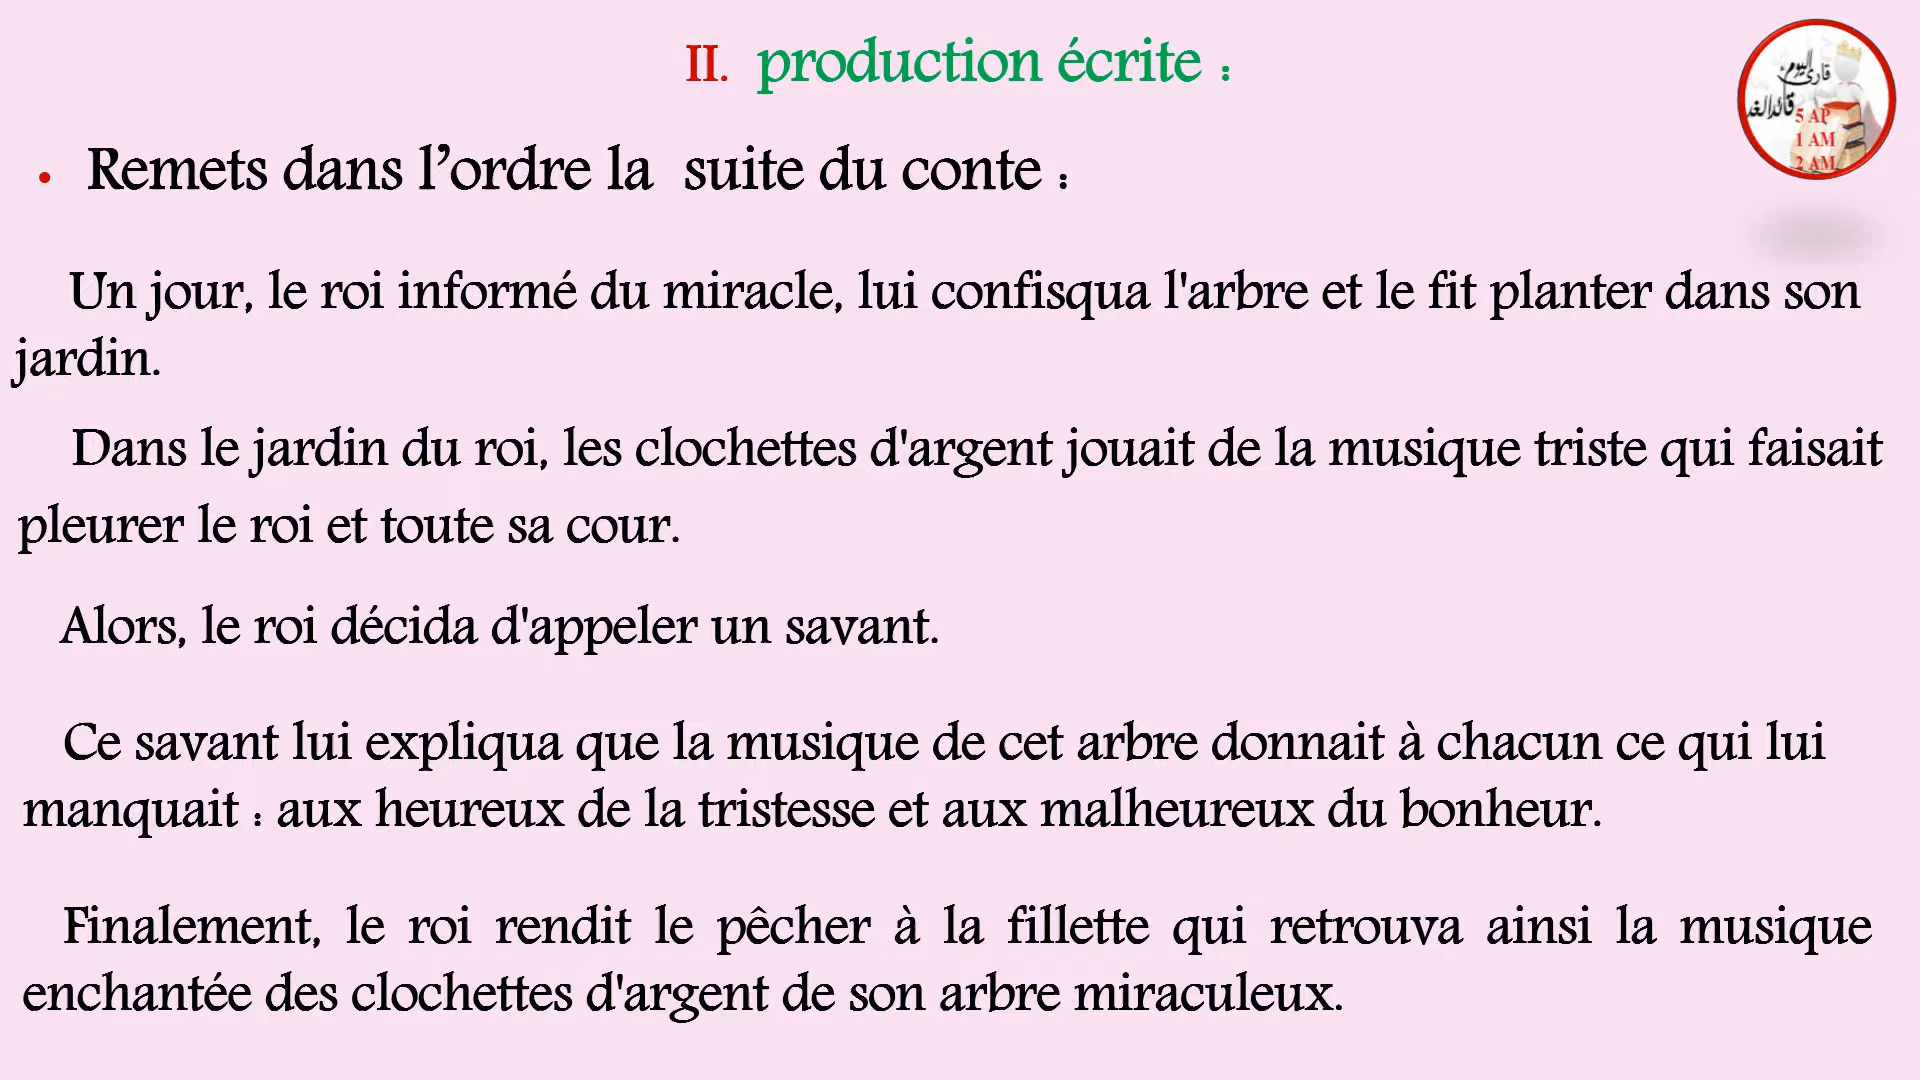 II. production écrite :
قارئ اليوم
قائد الغد
5 AP
1 AM
2 AM
• Remets dans l’ordre la suite du conte :
Un jour, le roi informé du miracle, lui confisqua l'arbre et le fit planter dans son
jardin.
Dans le jardin du roi, les clochettes d'argent jouait de la musique triste qui faisait
pleurer le roi et toute sa cour.
Alors, le roi décida d'appeler un savant.
Ce savant lui expliqua que la musique de cet arbre donnait à chacun ce qui lui
manquait : aux heureux de la tristesse et aux malheureux du bonheur.
Finalement, le roi rendit le pêcher à la fillette qui retrouva ainsi la musique
enchantée des clochettes d'argent de son arbre miraculeux.